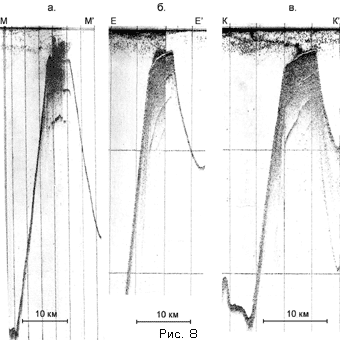 а. б. в.
М М' Е Е' К К'
10 км 10 км 10 км
Рис. 8